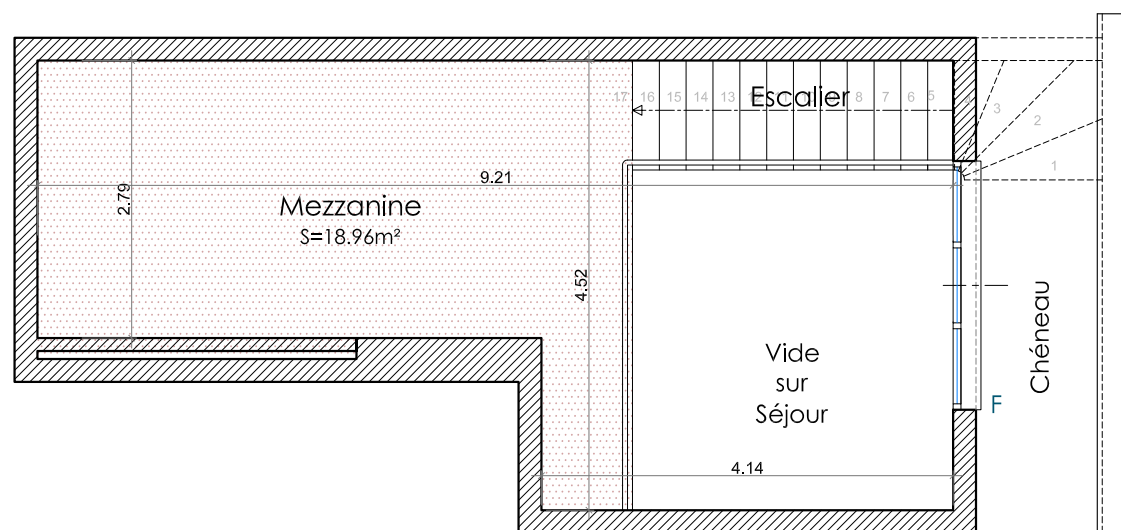 17 16 15 14 13 8 7 6 5
Escalier
3
2
1
9.21
2.79
Mezzanine
S=18.96m²
4.52
Vide
sur
Séjour
Chéneau
F
4.14